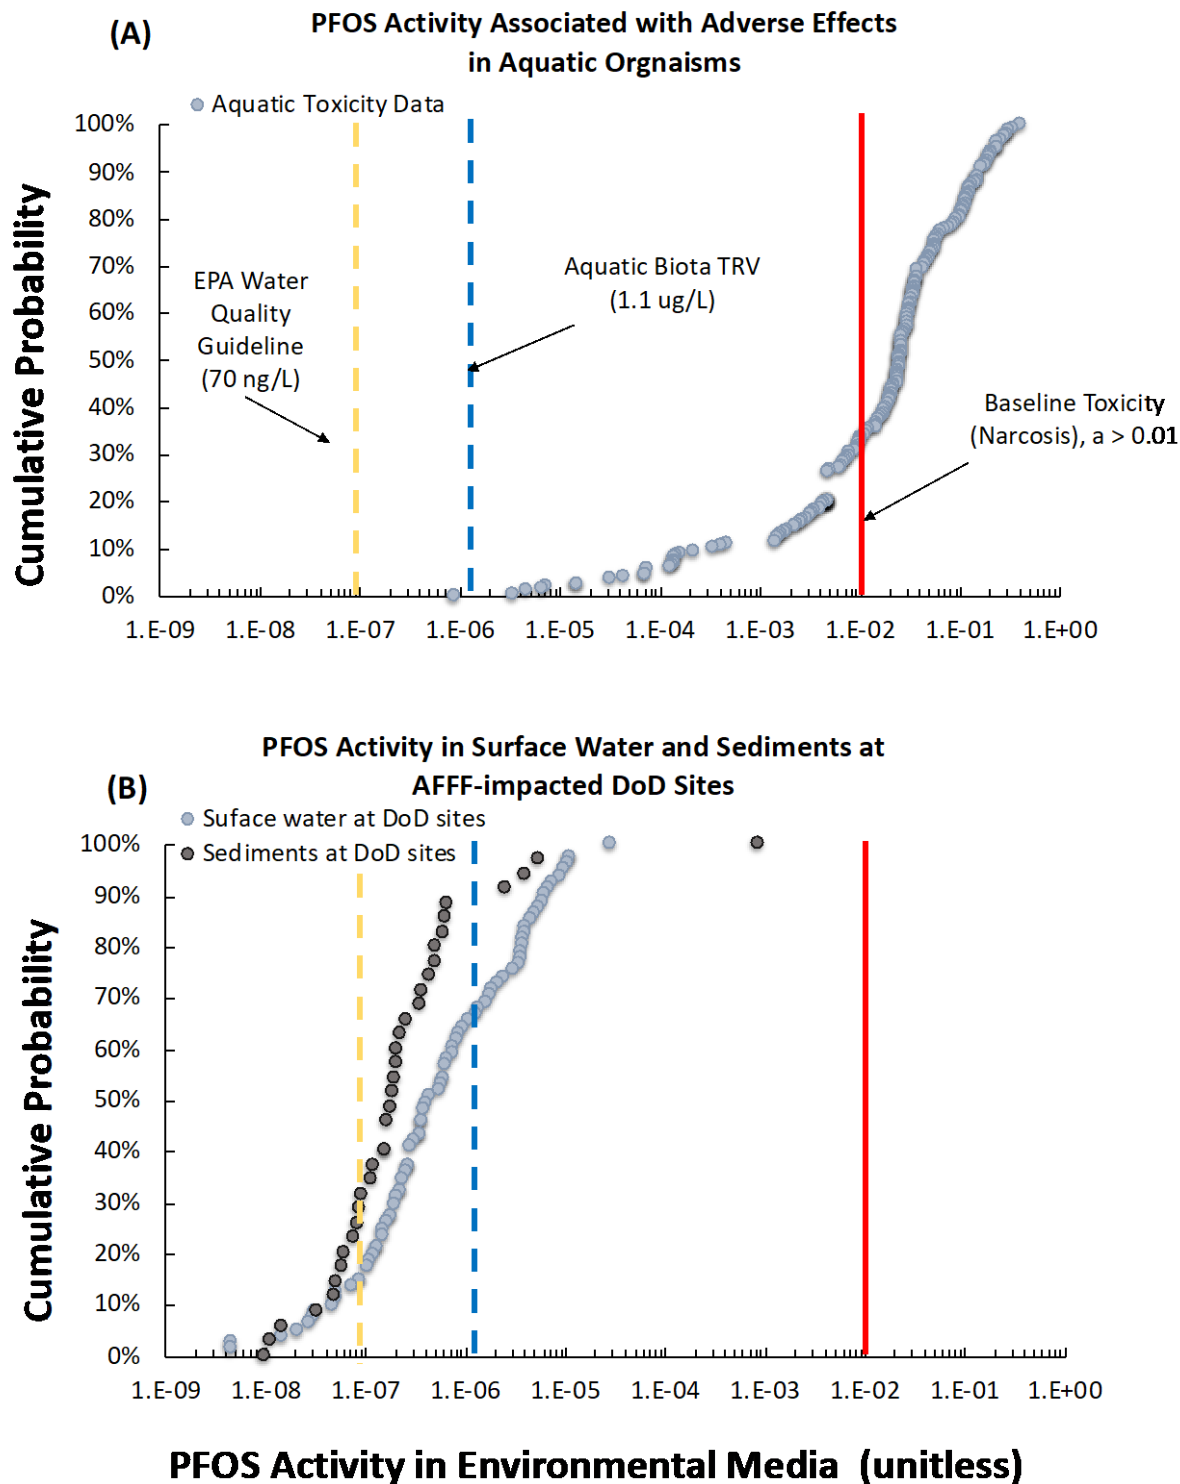 (A)
PFOS Activity Associated with Adverse Effects
in Aquatic Orgnaisms
Aquatic Toxicity Data
Cumulative Probability
100%
90%
80%
70%
60%
50%
40%
30%
20%
10%
0%
EPA Water
Quality
Guideline
(70 ng/L)
Aquatic Biota TRV
(1.1 ug/L)
Baseline Toxicity
(Narcosis), a > 0.01
1.E-09 1.E-08 1.E-07 1.E-06 1.E-05 1.E-04 1.E-03 1.E-02 1.E-01 1.E+00
(B)
PFOS Activity in Surface Water and Sediments at
AFFF-impacted DoD Sites
Suface water at DoD sites
Sediments at DoD sites
Cumulative Probability
100%
90%
80%
70%
60%
50%
40%
30%
20%
10%
0%
1.E-09 1.E-08 1.E-07 1.E-06 1.E-05 1.E-04 1.E-03 1.E-02 1.E-01 1.E+00
PFOS Activity in Environmental Media (unitless)